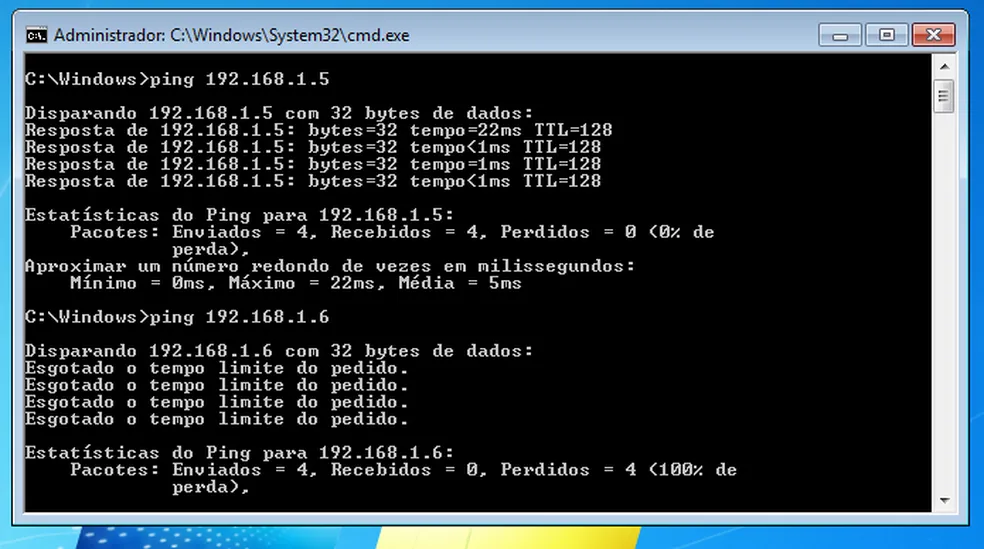 Administrador: C:\Windows\System32\cmd.exe
C:\Windows>ping 192.168.1.5
Disparando 192.168.1.5 com 32 bytes de dados:
Resposta de 192.168.1.5: bytes=32 tempo=22ms TTL=128
Resposta de 192.168.1.5: bytes=32 tempo<1ms TTL=128
Resposta de 192.168.1.5: bytes=32 tempo=1ms TTL=128
Resposta de 192.168.1.5: bytes=32 tempo<1ms TTL=128
Estatísticas do Ping para 192.168.1.5:
Pacotes: Enviados = 4, Recebidos = 4, Perdidos = 0 (0% de
perda),
Aproximar um número redondo de vezes em milissegundos:
Mínimo = 0ms, Máximo = 22ms, Média = 5ms
C:\Windows>ping 192.168.1.6
Disparando 192.168.1.6 com 32 bytes de dados:
Esgotado o tempo limite do pedido.
Esgotado o tempo limite do pedido.
Esgotado o tempo limite do pedido.
Esgotado o tempo limite do pedido.
Estatísticas do Ping para 192.168.1.6:
Pacotes: Enviados = 4, Recebidos = 0, Perdidos = 4 (100% de
perda),